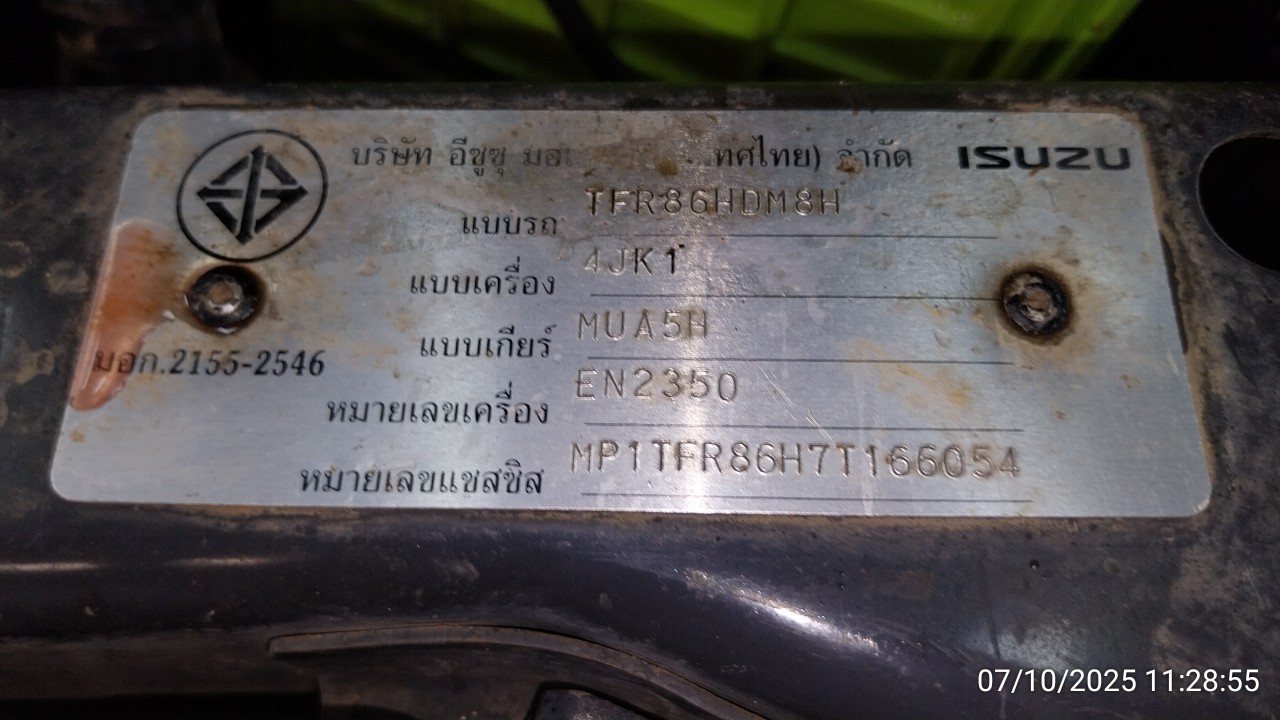 บริษัท อีซูซุ มอเ ...ทศไทย) จำกัด ISUZU
แบบรถ TFR86HDM8H
แบบเครื่อง 4JK1
แบบเกียร์ MUA5H
มอก.2155-2546
หมายเลขเครื่อง EN2350
หมายเลขแชสซิส MP1TFR86H7T166054
07/10/2025 11:28:55